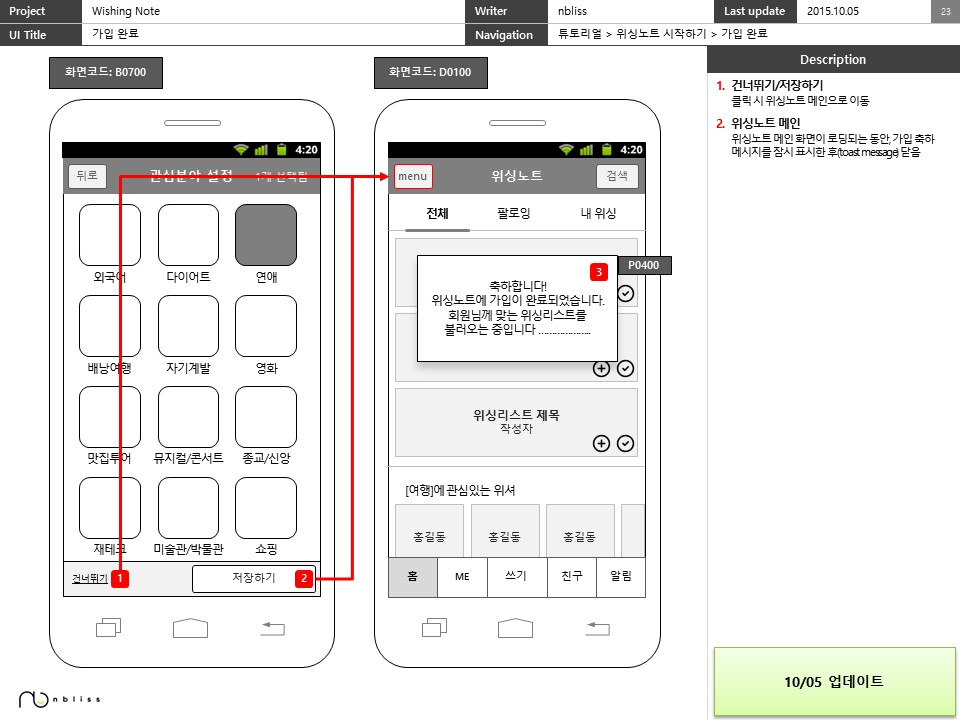 Project Wishing Note Writer nbliss Last update 2015.10.05 23
UI Title 가입 완료 Navigation 튜토리얼 > 위싱노트 시작하기 > 가입 완료
Description
1. 건너뛰기/저장하기
클릭 시 위싱노트 메인으로 이동
2. 위싱노트 메인
위싱노트 메인 화면이 로딩되는 동안, 가입 축하
메시지를 잠시 표시한 후(toast message) 닫음
화면코드: B0700
4:20
뒤로 관심분야 설정 1개 선택됨
외국어 다이어트 연애
배낭여행 자기계발 영화
맛집투어 뮤지컬/콘서트 종교/신앙
재테크 미술관/박물관 쇼핑
건너뛰기 1 저장하기 2
화면코드: D0100
4:20
menu 위싱노트 검색
전체 팔로잉 내 위싱
P0400
3
축하합니다!
위싱노트에 가입이 완료되었습니다.
회원님께 맞는 위싱리스트를
불러오는 중입니다 ...................
위싱리스트 제목
작성자
[여행]에 관심있는 위셔
홍길동 홍길동 홍길동
홈 ME 쓰기 친구 알림
10/05 업데이트
nbliss